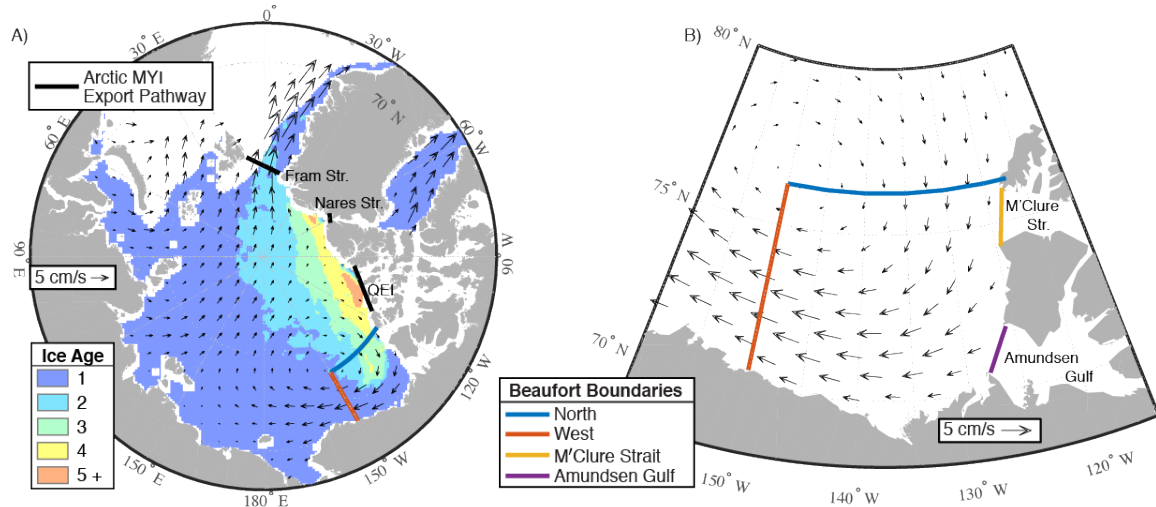 A)
0°
30° E
30° W
Arctic MYI
Export Pathway
70° N
60° E
60° W
Fram Str.
Nares Str.
90° E
90° W
5 cm/s
QEI
Ice Age
1
2
3
4
5 +
120° W
150° E
150° W
180° E
B)
80° N
75° N
M'Clure
Str.
70° N
Amundsen
Gulf
Beaufort Boundaries
North
West
M'Clure Strait
Amundsen Gulf
5 cm/s
150° W
140° W
130° W
120° W